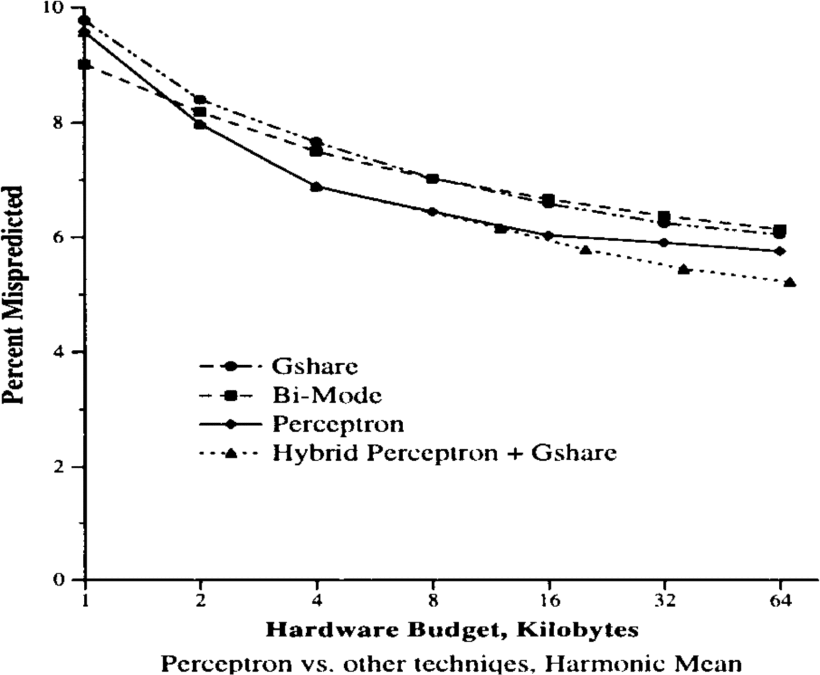 10
8
6
4
2
0
Percent Mispredicted
Gshare
Bi-Mode
Perceptron
Hybrid Perceptron + Gshare
1 2 4 8 16 32 64
Hardware Budget, Kilobytes
Perceptron vs. other techniqes, Harmonic Mean